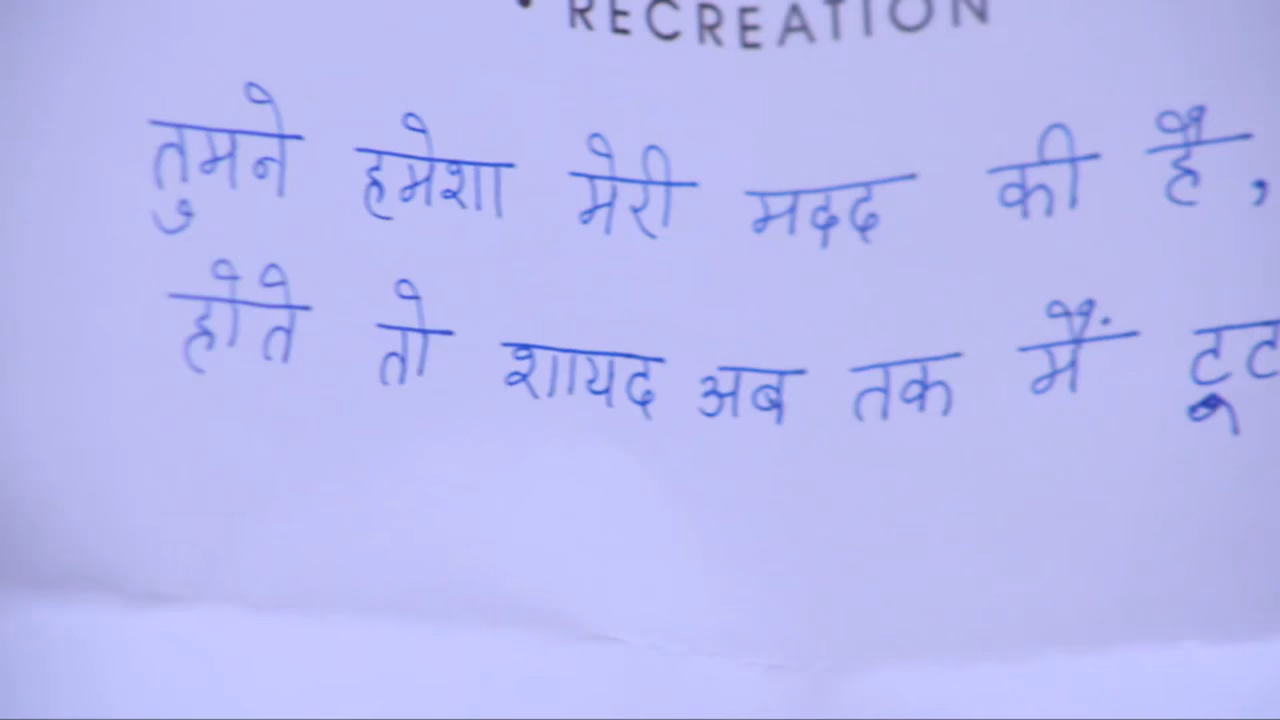 • RECREATION
तुमने हमेशा मेरी मदद की है,
होते तो शायद अब तक मैं टूट